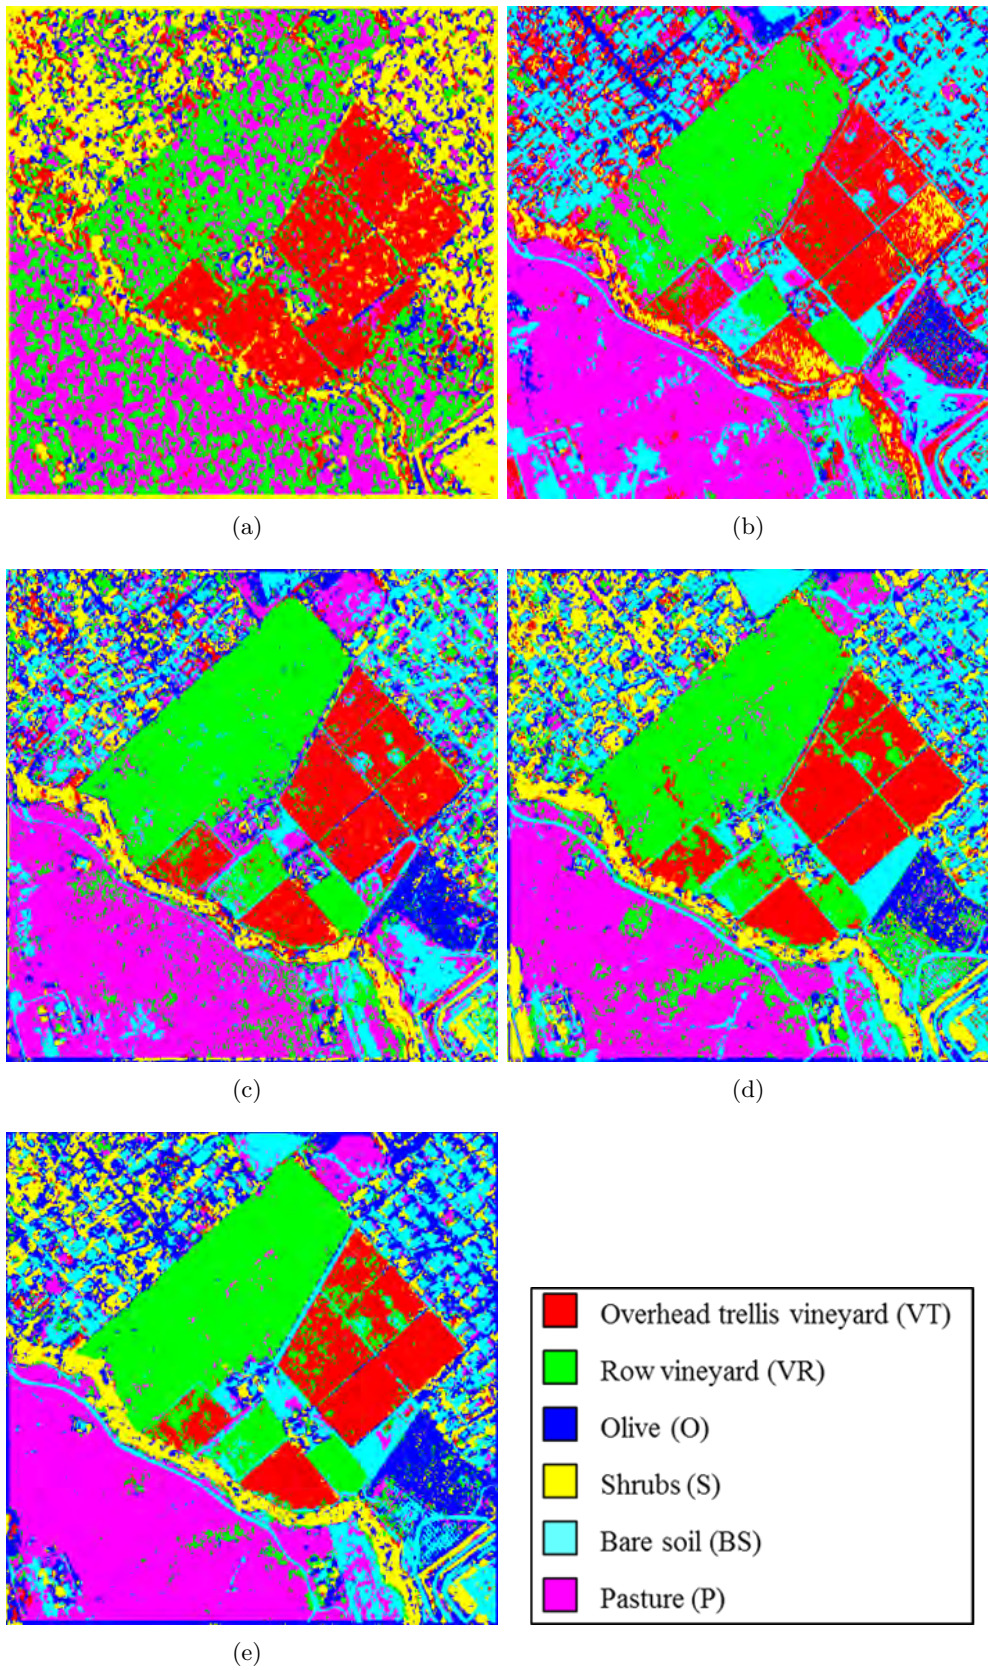 (a)
(b)
(c)
(d)
(e)
Overhead trellis vineyard (VT)
Row vineyard (VR)
Olive (O)
Shrubs (S)
Bare soil (BS)
Pasture (P)